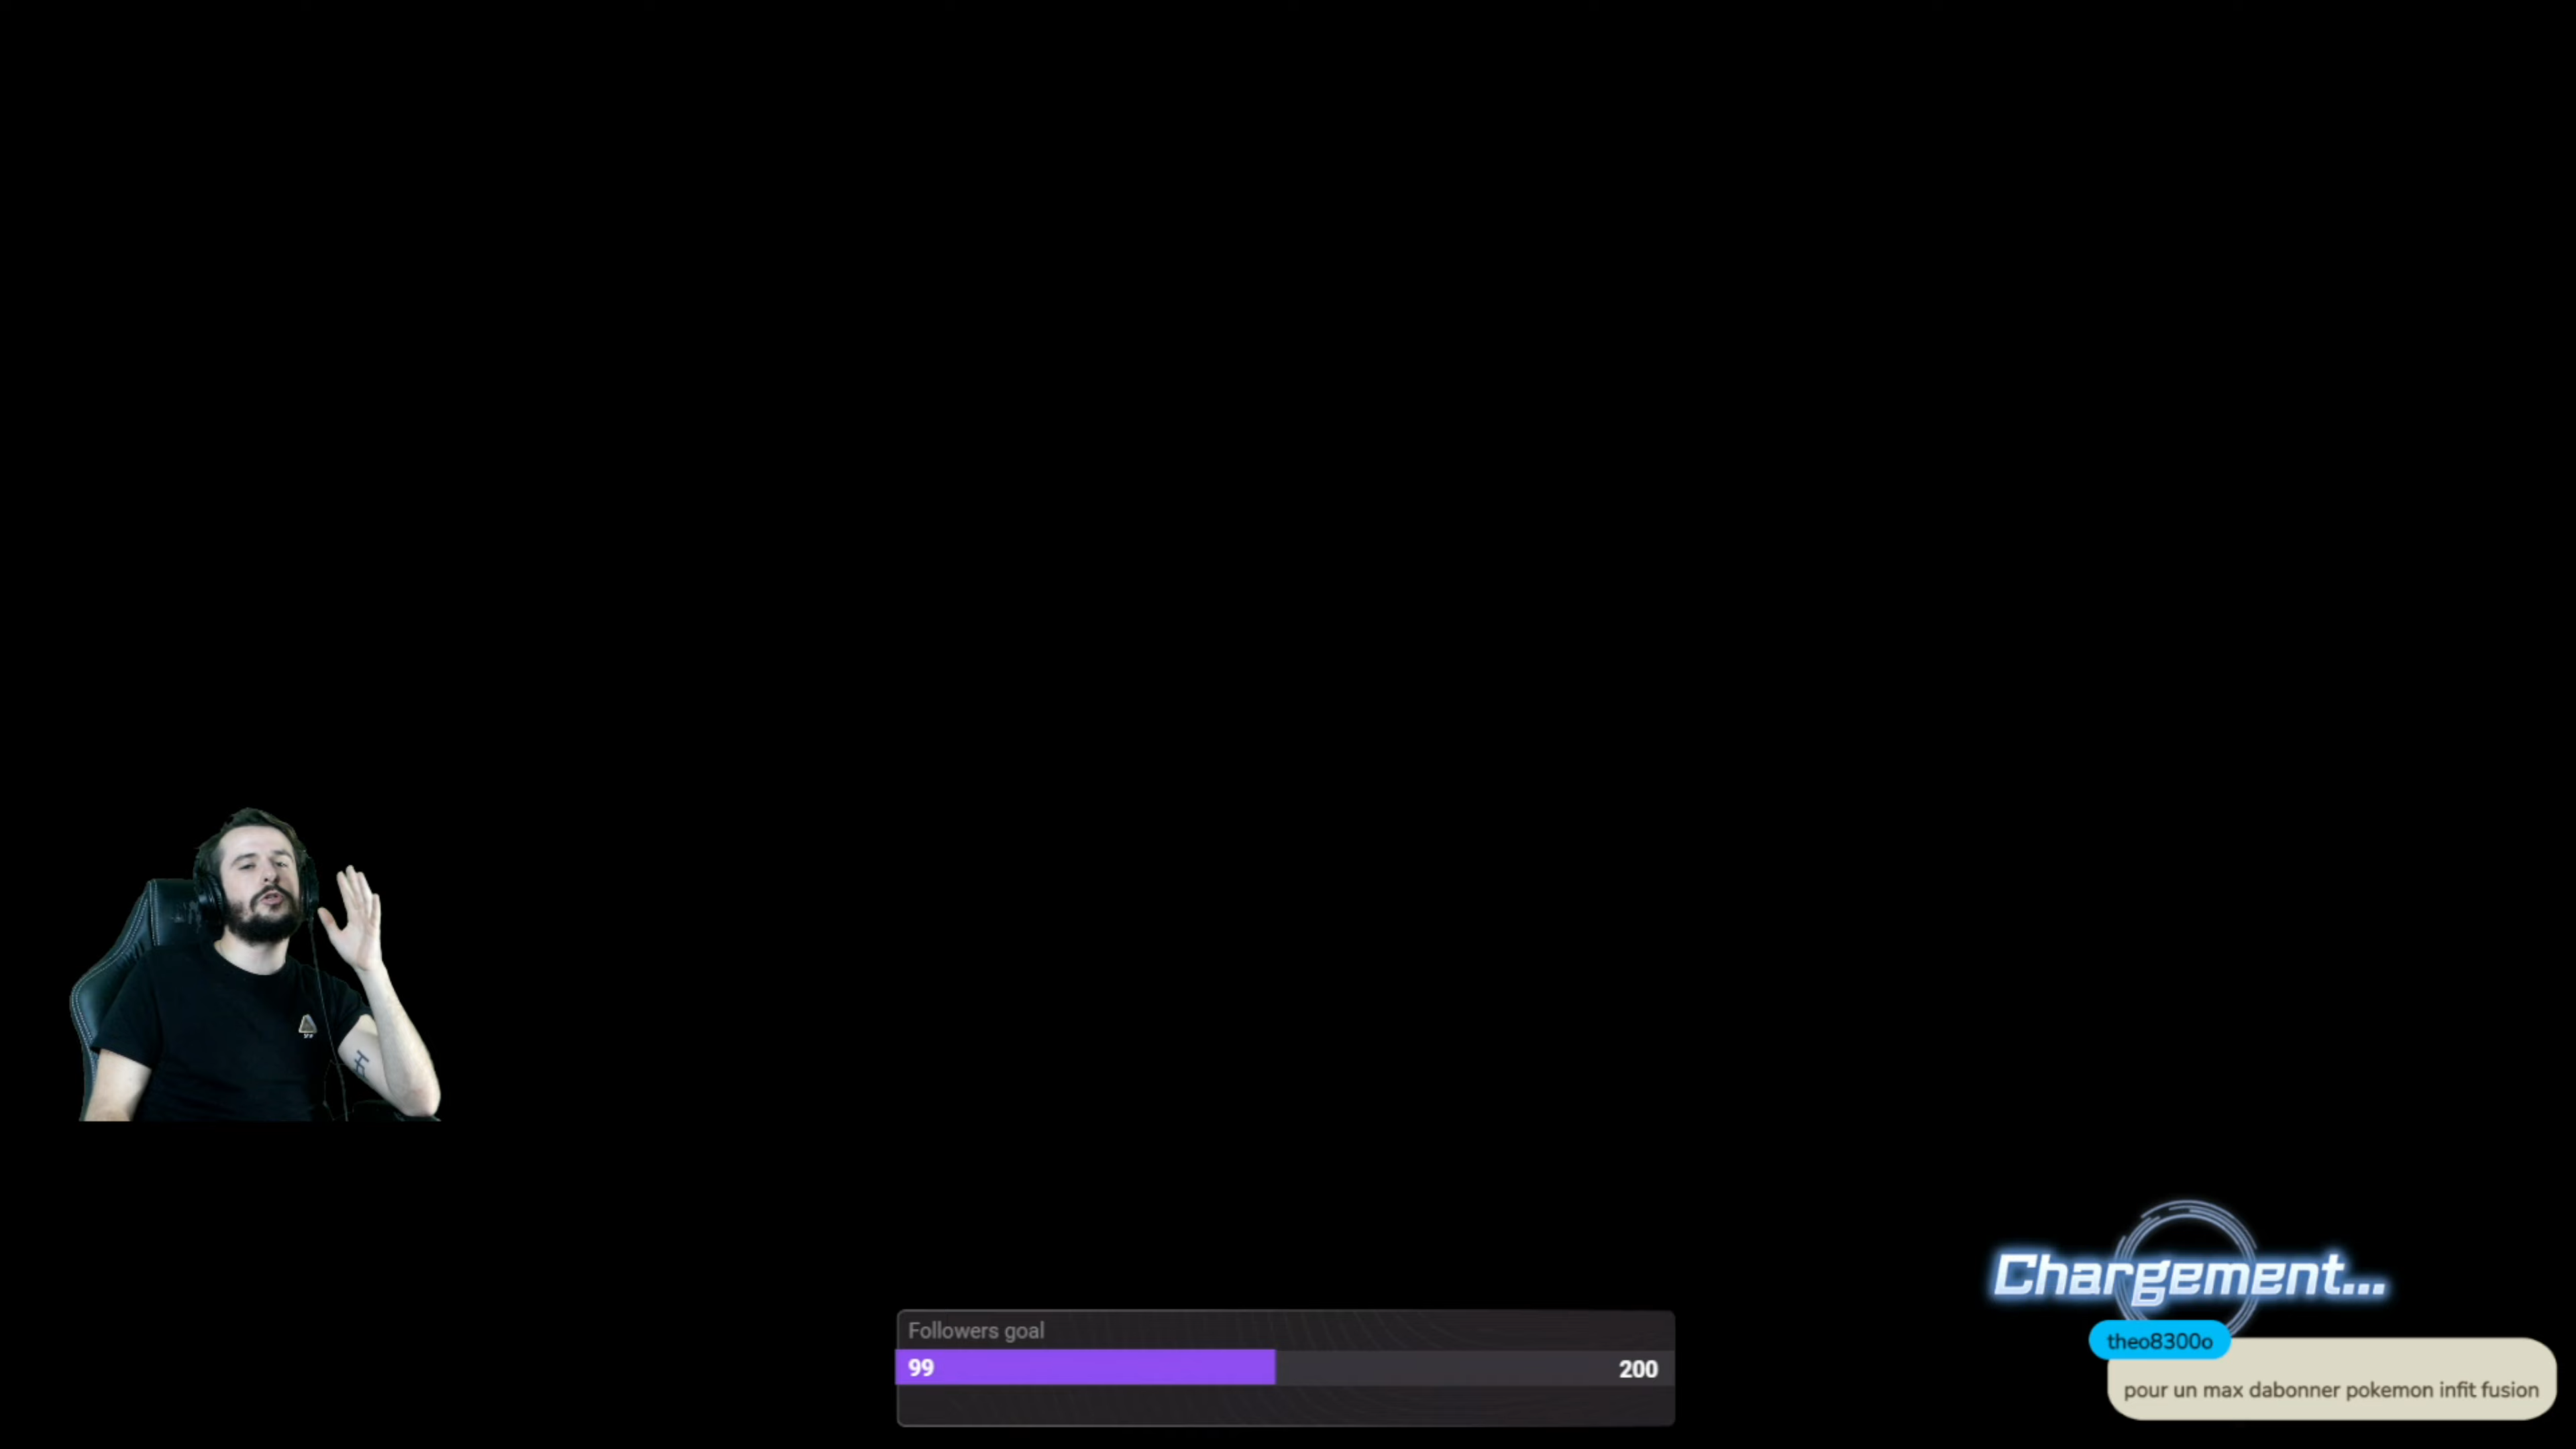 Chargement...
Followers goal
99 200
theo8300o
pour un max dabonner pokemon infit fusion